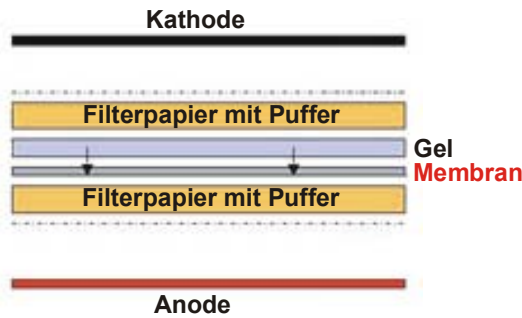 Kathode
Filterpapier mit Puffer
Gel
Membran
Filterpapier mit Puffer
Anode